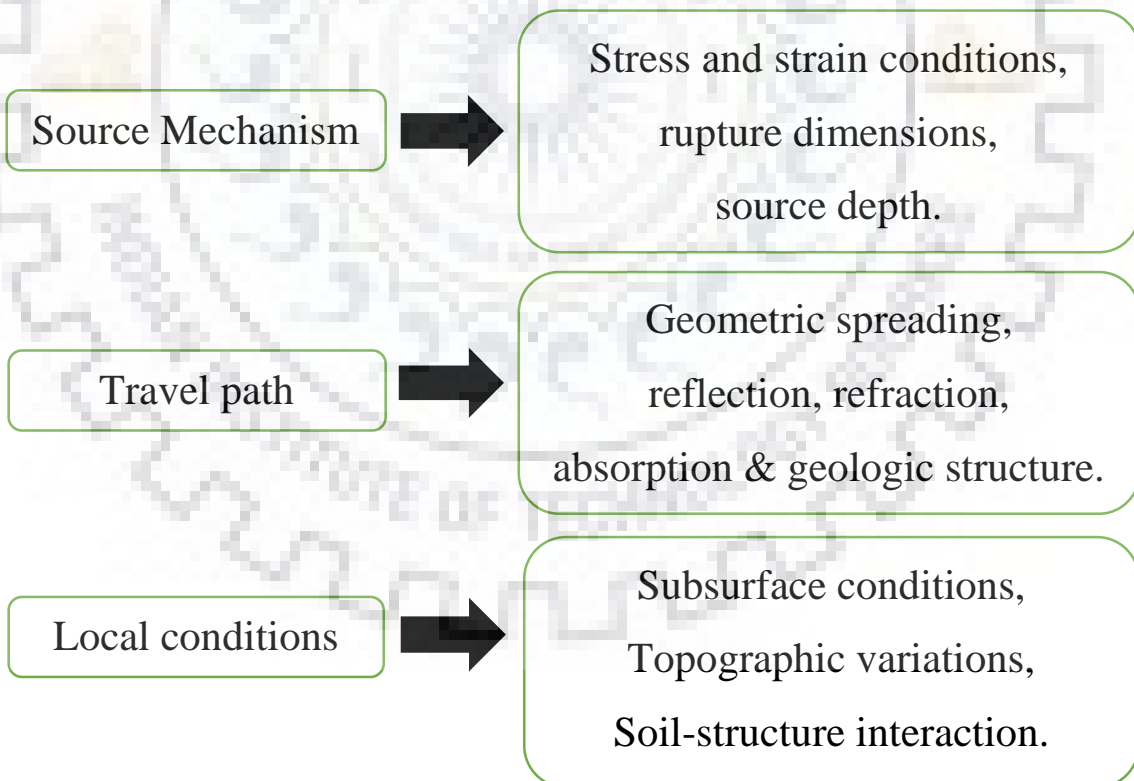 Source Mechanism
Stress and strain conditions,
rupture dimensions,
source depth.
Travel path
Geometric spreading,
reflection, refraction,
absorption & geologic structure.
Local conditions
Subsurface conditions,
Topographic variations,
Soil-structure interaction.